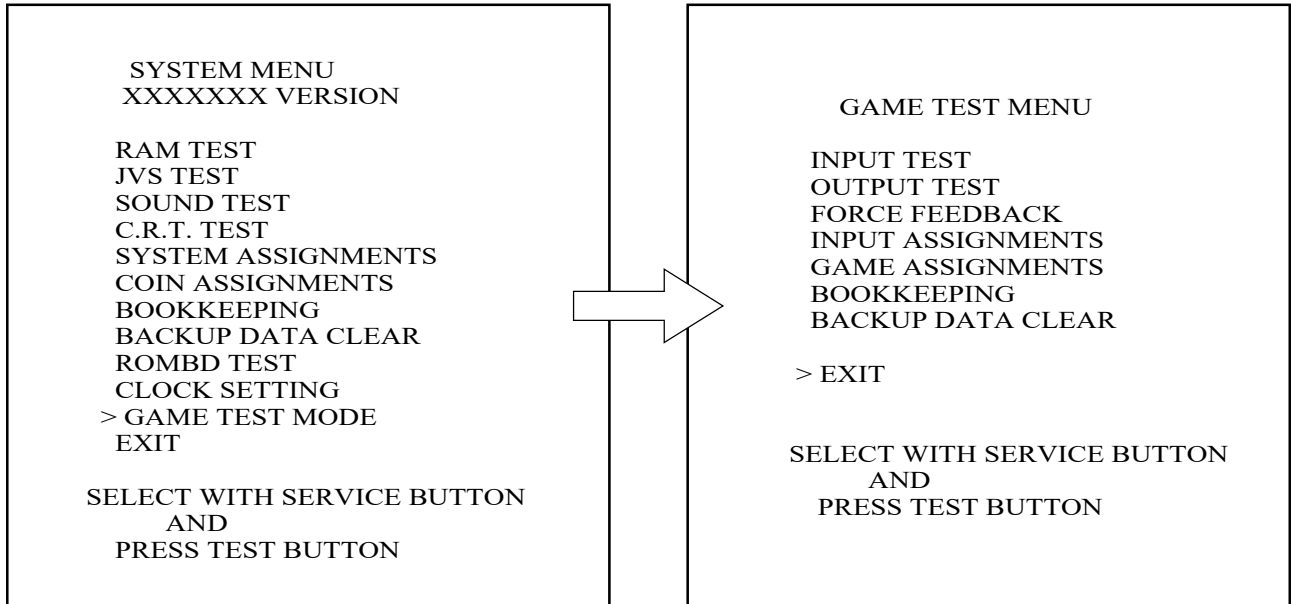 SYSTEM MENU
XXXXXXX VERSION
RAM TEST
JVS TEST
SOUND TEST
C.R.T. TEST
SYSTEM ASSIGNMENTS
COIN ASSIGNMENTS
BOOKKEEPING
BACKUP DATA CLEAR
ROMBD TEST
CLOCK SETTING
> GAME TEST MODE
EXIT
SELECT WITH SERVICE BUTTON
AND
PRESS TEST BUTTON
GAME TEST MENU
INPUT TEST
OUTPUT TEST
FORCE FEEDBACK
INPUT ASSIGNMENTS
GAME ASSIGNMENTS
BOOKKEEPING
BACKUP DATA CLEAR
> EXIT
SELECT WITH SERVICE BUTTON
AND
PRESS TEST BUTTON